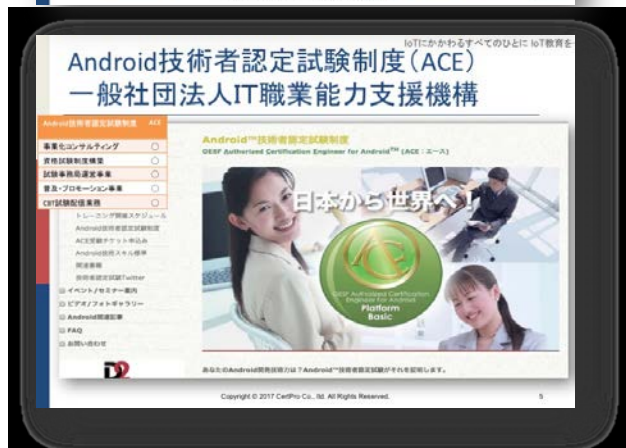 IoTにかかわるすべてのひとに IoT教育を
Android技術者認定試験制度（ACE）
一般社団法人IT職業能力支援機構
Android技術者認定試験制度 ACE
事業化コンサルティング ○
資格試験制度構築 ○
試験事務局運営事業 ○
普及・プロモーション事業 ○
CBT試験配信業務 ○
トレーニング開催スケジュール
Android技術者認定試験制度
ACE受験チケット申込み
Android技術スキル標準
関連書籍
技術者認定試験Twitter
イベント/セミナー案内
ビデオ/フォトギャラリー
Android関連記事
FAQ
お問い合わせ
Android™技術者認定試験制度
OESF Authorized Certification Engineer for Android™ (ACE：エース)
日本から世界へ！
ACE
OESF Authorized Certification
Engineer for Android
Platform
Basic
あなたのAndroid開発技術力は？Android™技術者認定試験がそれを証明します。
Copyright © 2017 CertPro Co., ltd. All Rights Reserved.
5